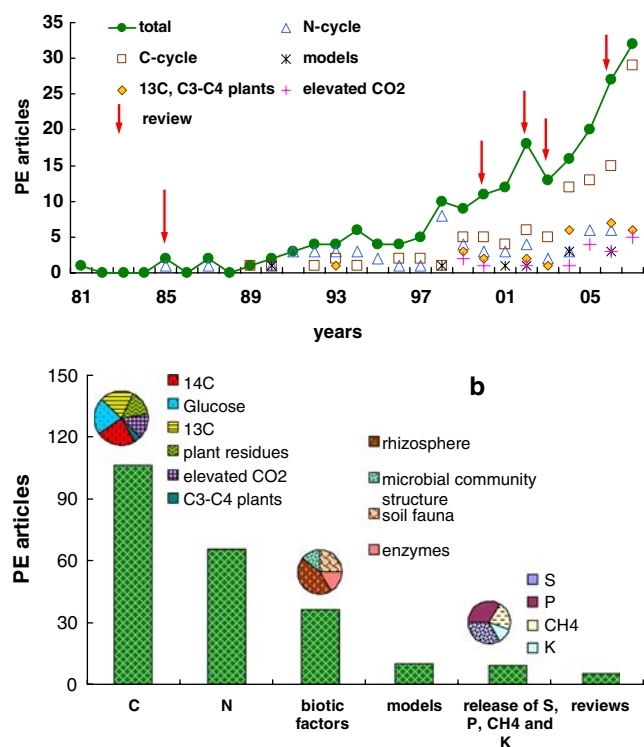 35
30
25
20
15
10
5
0
PE articles
total
N-cycle
C-cycle
models
13C, C3-C4 plants
elevated CO2
review
81
85
89
93
97
01
05
years
150
120
90
60
30
0
PE articles
b
14C
Glucose
13C
plant residues
elevated CO2
C3-C4 plants
rhizosphere
microbial community
structure
soil fauna
enzymes
S
P
CH4
K
C
N
biotic
factors
models
release of S,
P, CH4 and
K
reviews